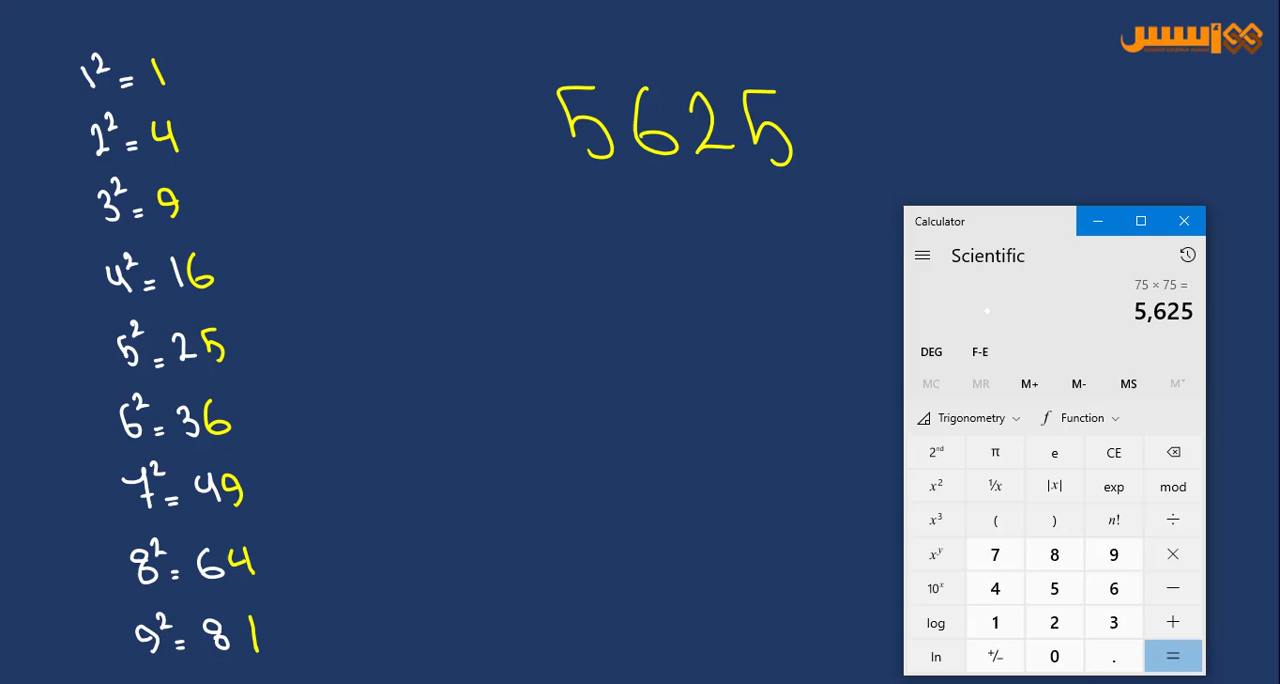 أسس
1² = 1
2² = 4
3² = 9
4² = 16
5² = 25
6² = 36
7² = 49
8² = 64
9² = 81
5625
Calculator
Scientific
75 × 75 =
5,625
DEG F-E
MC MR M+ M- MS M˅
Trigonometry f Function
2ⁿᵈ π e CE
x² ¹/x |x| exp mod
x³ ( ) n! ÷
xʸ 7 8 9 ×
10ˣ 4 5 6 −
log 1 2 3 +
ln +/− 0 . =